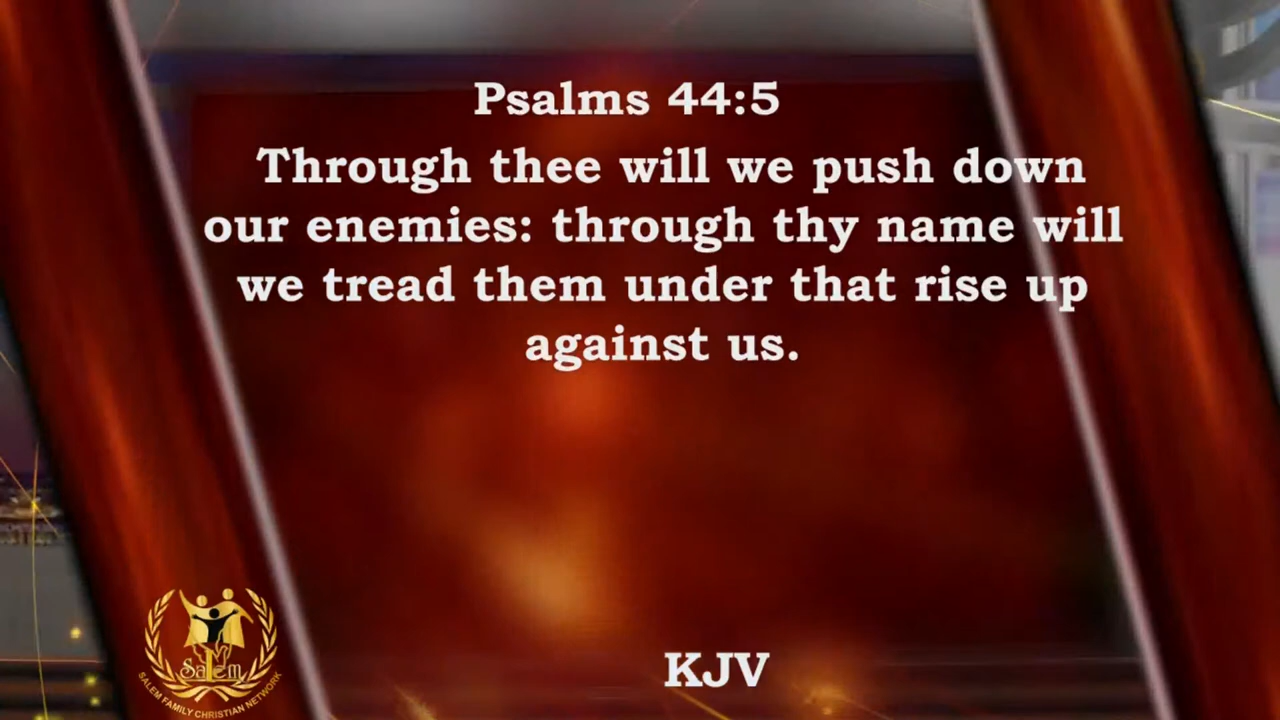 Psalms 44:5
Through thee will we push down
our enemies: through thy name will
we tread them under that rise up
against us.
KJV
Salem
SALEM FAMILY CHRISTIAN NETWORK